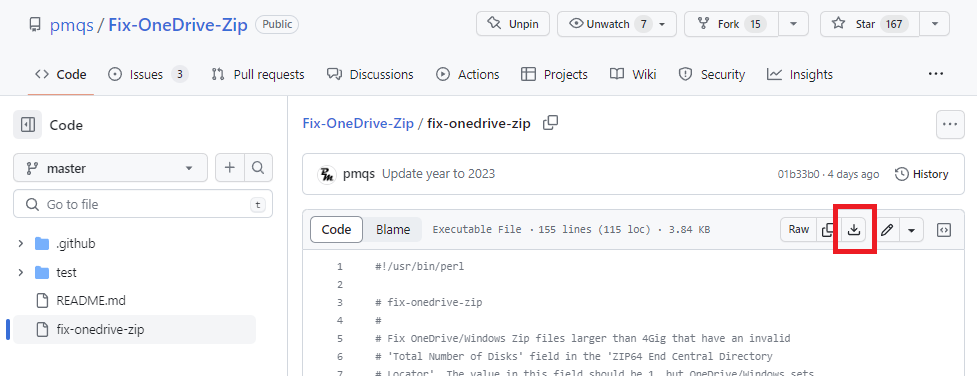 pmqs / Fix-OneDrive-Zip Public Unpin Unwatch 7 Fork 15 Star 167
Code Issues 3 Pull requests Discussions Actions Projects Wiki Security Insights
Code
master
Go to file t
.github
test
README.md
fix-onedrive-zip
Fix-OneDrive-Zip / fix-onedrive-zip
pmqs Update year to 2023 01b33b0 · 4 days ago History
Code Blame Executable File · 155 lines (115 loc) · 3.84 KB Raw
1 #!/usr/bin/perl
2
3 # fix-onedrive-zip
4 #
5 # Fix OneDrive/Windows Zip files larger than 4Gig that have an invalid
6 # 'Total Number of Disks' field in the 'ZIP64 End Central Directory
7 # Locator'. The value in this field should be 1, but OneDrive/Windows sets